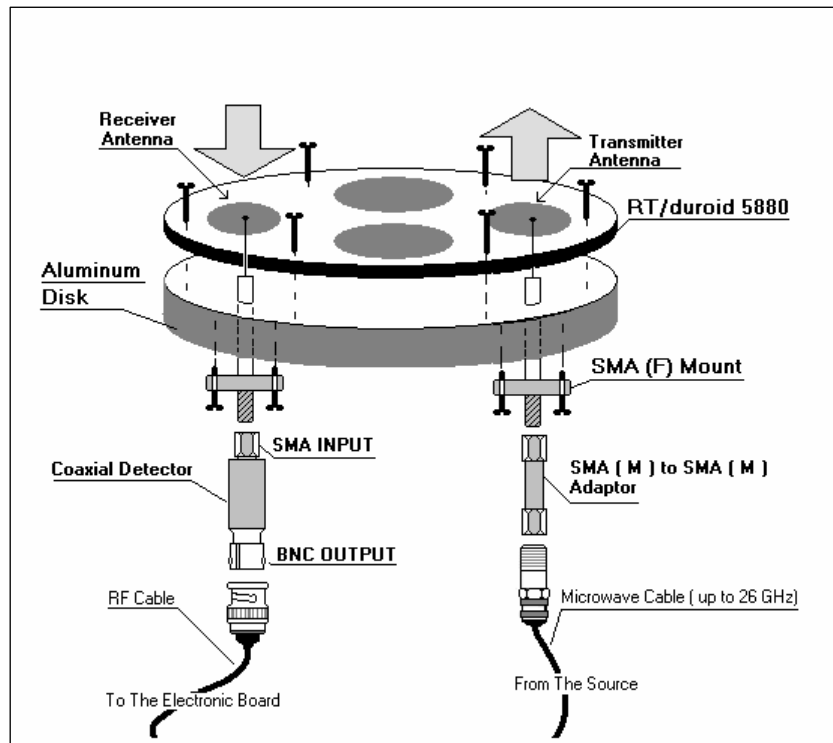 Receiver
Antenna
Transmitter
Antenna
RT/duroid 5880
Aluminum
Disk
SMA (F) Mount
SMA INPUT
Coaxial Detector
SMA ( M ) to SMA ( M )
Adaptor
BNC OUTPUT
RF Cable
Microwave Cable ( up to 26 GHz)
To The Electronic Board
From The Source